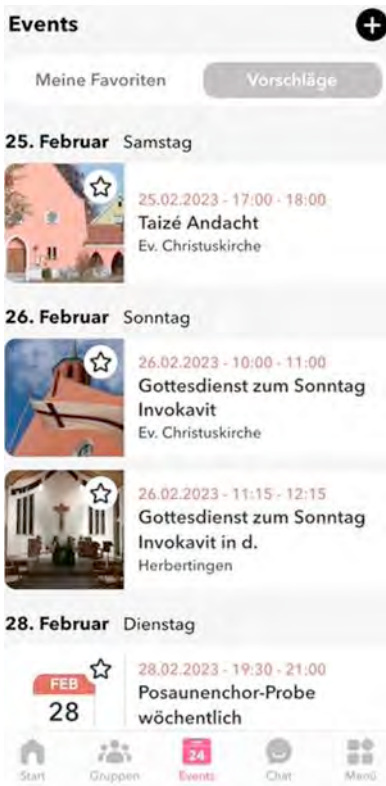 Events
Meine Favoriten
Vorschläge
25. Februar Samstag
25.02.2023 - 17:00 - 18:00
Taizé Andacht
Ev. Christuskirche
26. Februar Sonntag
26.02.2023 - 10:00 - 11:00
Gottesdienst zum Sonntag
Invokavit
Ev. Christuskirche
26.02.2023 - 11:15 - 12:15
Gottesdienst zum Sonntag
Invokavit in d.
Herbertingen
28. Februar Dienstag
FEB
28
28.02.2023 - 19:30 - 21:00
Posaunenchor-Probe
wöchentlich
24
Start Gruppen Events Chat Menü